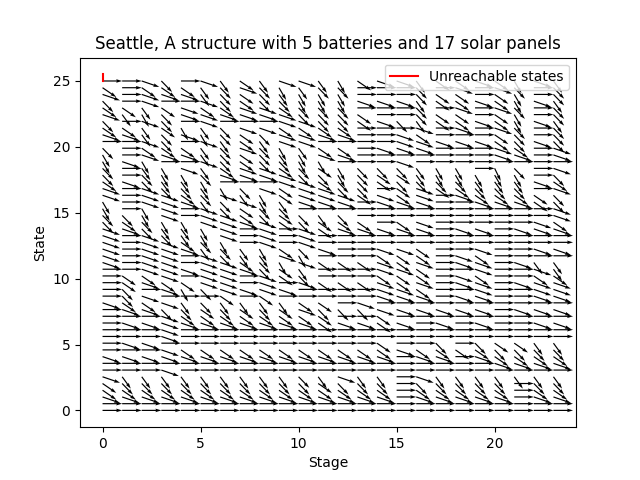 Seattle, A structure with 5 batteries and 17 solar panels
Unreachable states
25
20
15
10
5
0
State
0 5 10 15 20
Stage